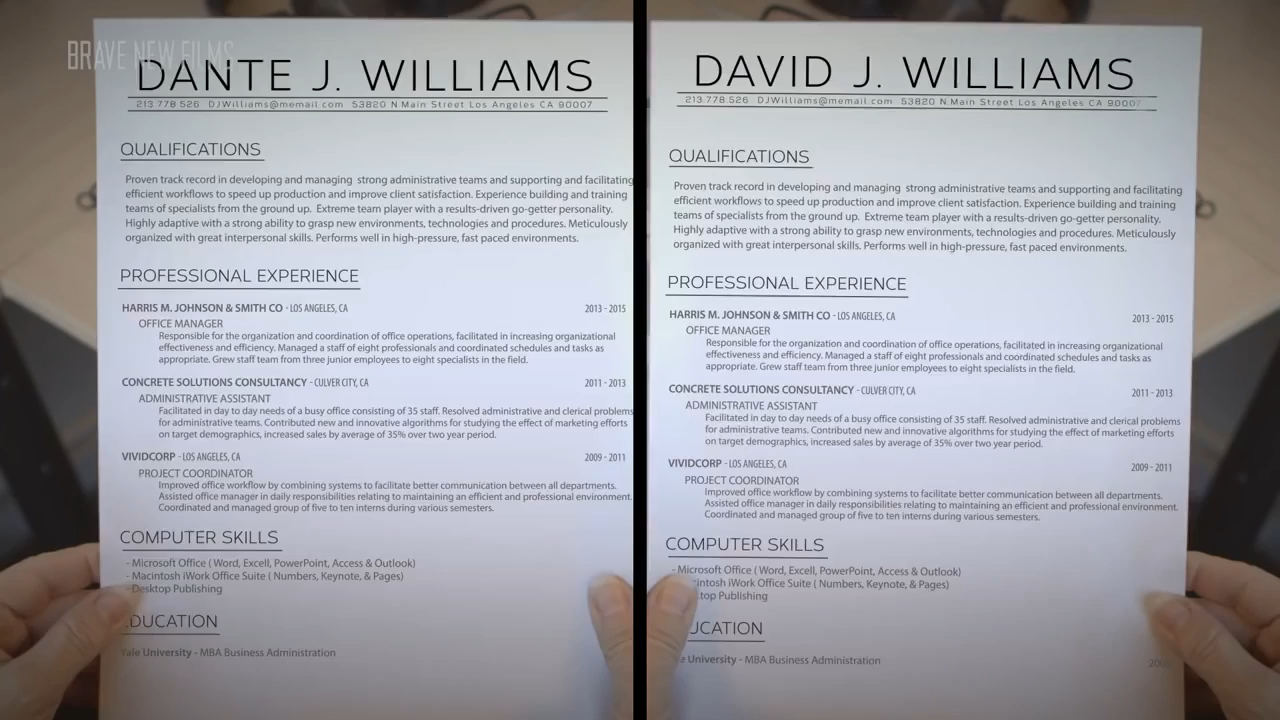 BRAVE NEW FILMS
DANTE J. WILLIAMS
213 778 526 DJWilliams@memail.com 53820 N.Main Street Los Angeles CA 90007
QUALIFICATIONS
Proven track record in developing and managing strong administrative teams and supporting and facilitating
efficient workflows to speed up production and improve client satisfaction. Experience building and training
teams of specialists from the ground up. Extreme team player with a results-driven go-getter personality.
Highly adaptive with a strong ability to grasp new environments, technologies and procedures. Meticulously
organized with great interpersonal skills. Performs well in high-pressure, fast paced environments.
PROFESSIONAL EXPERIENCE
HARRIS M. JOHNSON & SMITH CO - LOS ANGELES, CA 2013 - 2015
OFFICE MANAGER
Responsible for the organization and coordination of office operations, facilitated in increasing organizational
effectiveness and efficiency. Managed a staff of eight professionals and coordinated schedules and tasks as
appropriate. Grew staff team from three junior employees to eight specialists in the field.
CONCRETE SOLUTIONS CONSULTANCY - CULVER CITY, CA 2011 - 2013
ADMINISTRATIVE ASSISTANT
Facilitated in day to day needs of a busy office consisting of 35 staff. Resolved administrative and clerical problems
for administrative teams. Contributed new and innovative algorithms for studying the effect of marketing efforts
on target demographics, increased sales by average of 35% over two year period.
VIVIDCORP - LOS ANGELES, CA 2009 - 2011
PROJECT COORDINATOR
Improved office workflow by combining systems to facilitate better communication between all departments.
Assisted office manager in daily responsibilities relating to maintaining an efficient and professional environment.
Coordinated and managed group of five to ten interns during various semesters.
COMPUTER SKILLS
- Microsoft Office ( Word, Excell, PowerPoint, Access & Outlook)
- Macintosh iWork Office Suite ( Numbers, Keynote, & Pages)
- Desktop Publishing
EDUCATION
Yale University - MBA Business Administration
DAVID J. WILLIAMS
213 778 526 DJWilliams@memail.com 53820 N.Main Street Los Angeles CA 90007
QUALIFICATIONS
Proven track record in developing and managing strong administrative teams and supporting and facilitating
efficient workflows to speed up production and improve client satisfaction. Experience building and training
teams of specialists from the ground up. Extreme team player with a results-driven go-getter personality.
Highly adaptive with a strong ability to grasp new environments, technologies and procedures. Meticulously
organized with great interpersonal skills. Performs well in high-pressure, fast paced environments.
PROFESSIONAL EXPERIENCE
HARRIS M. JOHNSON & SMITH CO - LOS ANGELES, CA 2013 - 2015
OFFICE MANAGER
Responsible for the organization and coordination of office operations, facilitated in increasing organizational
effectiveness and efficiency. Managed a staff of eight professionals and coordinated schedules and tasks as
appropriate. Grew staff team from three junior employees to eight specialists in the field.
CONCRETE SOLUTIONS CONSULTANCY - CULVER CITY, CA 2011 - 2013
ADMINISTRATIVE ASSISTANT
Facilitated in day to day needs of a busy office consisting of 35 staff. Resolved administrative and clerical problems
for administrative teams. Contributed new and innovative algorithms for studying the effect of marketing efforts
on target demographics, increased sales by average of 35% over two year period.
VIVIDCORP - LOS ANGELES, CA 2009 - 2011
PROJECT COORDINATOR
Improved office workflow by combining systems to facilitate better communication between all departments.
Assisted office manager in daily responsibilities relating to maintaining an efficient and professional environment.
Coordinated and managed group of five to ten interns during various semesters.
COMPUTER SKILLS
- Microsoft Office ( Word, Excell, PowerPoint, Access & Outlook)
intosh iWork Office Suite ( Numbers, Keynote, & Pages)
top Publishing
UCATION
University - MBA Business Administration